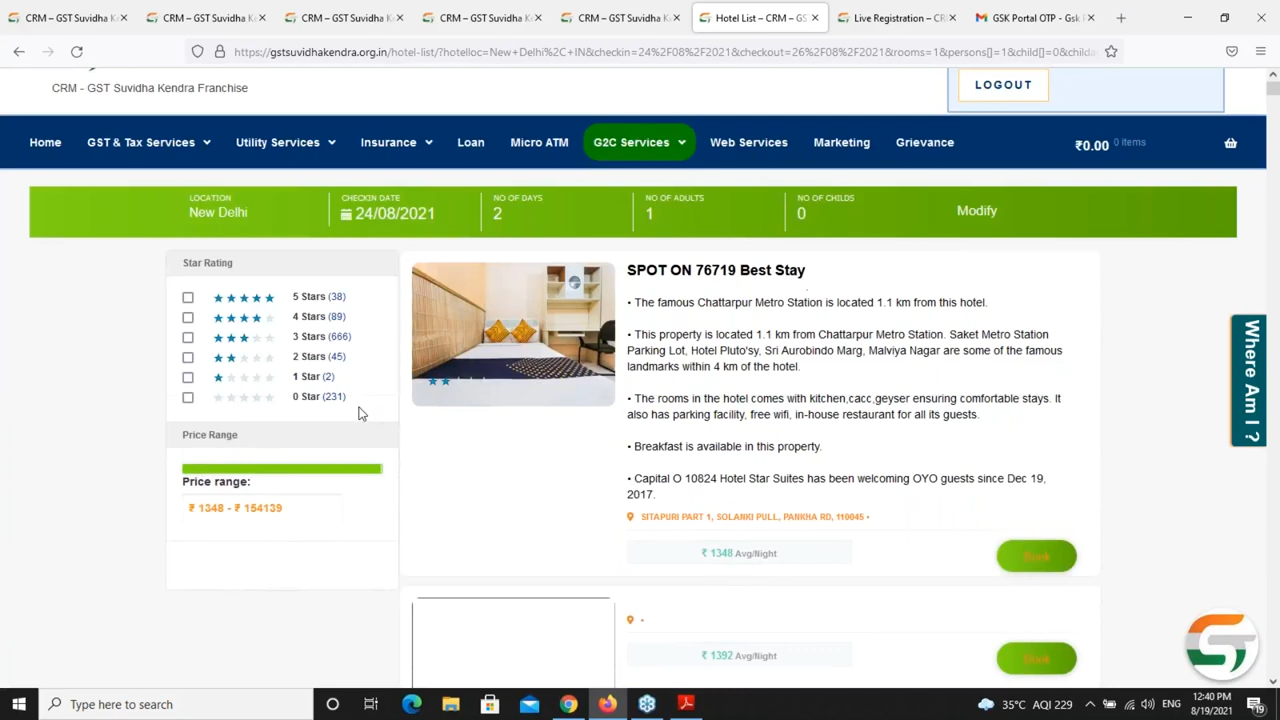 CRM – GST Suvidha Ke
CRM – GST Suvidha Ke
CRM – GST Suvidha Ke
CRM – GST Suvidha Ke
CRM – GST Suvidha Ke
Hotel List – CRM – GS
Live Registration – CR
GSK Portal OTP - Gsk
https://gstsuvidhakendra.org.in/hotel-list/?hotelloc=New+Delhi%2C+IN&checkin=24%2F08%2F2021&checkout=26%2F08%2F2021&rooms=1&persons[]=1&child[]=0&childa
CRM - GST Suvidha Kendra Franchise
LOGOUT
Home
GST & Tax Services
Utility Services
Insurance
Loan
Micro ATM
G2C Services
Web Services
Marketing
Grievance
₹0.00 0 items
LOCATION
New Delhi
CHECKIN DATE
24/08/2021
NO OF DAYS
2
NO OF ADULTS
1
NO OF CHILDS
0
Modify
Star Rating
5 Stars (38)
4 Stars (89)
3 Stars (666)
2 Stars (45)
1 Star (2)
0 Star (231)
Price Range
Price range:
₹ 1348 - ₹ 154139
SPOT ON 76719 Best Stay
• The famous Chattarpur Metro Station is located 1.1 km from this hotel.
• This property is located 1.1 km from Chattarpur Metro Station. Saket Metro Station
Parking Lot, Hotel Pluto'sy, Sri Aurobindo Marg, Malviya Nagar are some of the famous
landmarks within 4 km of the hotel.
• The rooms in the hotel comes with kitchen,cacc,geyser ensuring comfortable stays. It
also has parking facility, free wifi, in-house restaurant for all its guests.
• Breakfast is available in this property.
• Capital O 10824 Hotel Star Suites has been welcoming OYO guests since Dec 19,
2017.
SITAPURI PART 1, SOLANKI PULL, PANKHA RD, 110045 •
₹ 1348 Avg/Night
Book
•
₹ 1392 Avg/Night
Book
Where Am I ?
Type here to search
35°C AQI 229
ENG
12:40 PM
8/19/2021
19